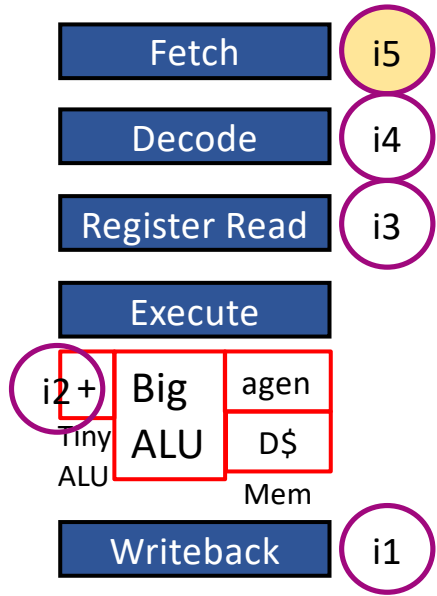 Fetch i5
Decode i4
Register Read i3
Execute
i2 + Big agen
Tiny ALU D$
ALU
Mem
Writeback i1